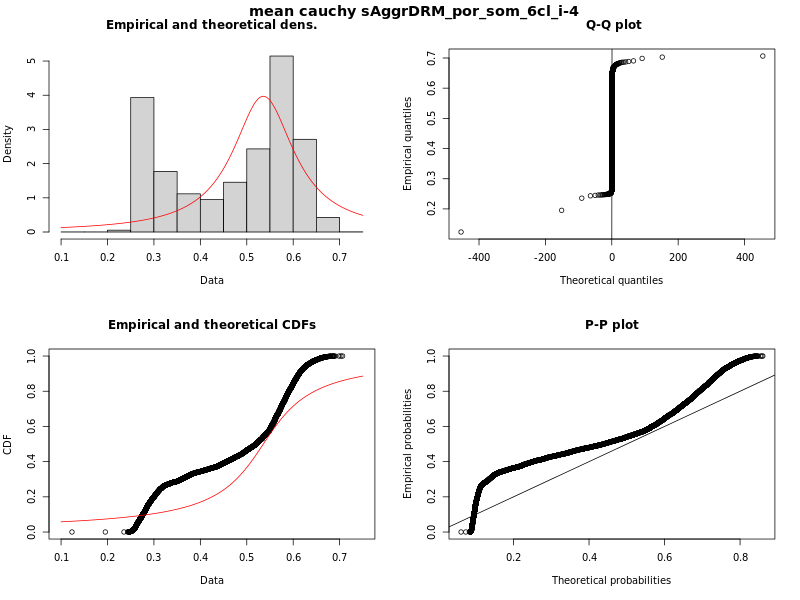 mean cauchy sAggrDRM_por_som_6cl_i-4
Empirical and theoretical dens.
Density
0 1 2 3 4 5
0.1 0.2 0.3 0.4 0.5 0.6 0.7
Data
Q-Q plot
Empirical quantiles
0.2 0.3 0.4 0.5 0.6 0.7
-400 -200 0 200 400
Theoretical quantiles
Empirical and theoretical CDFs
CDF
0.0 0.2 0.4 0.6 0.8 1.0
0.1 0.2 0.3 0.4 0.5 0.6 0.7
Data
P-P plot
Empirical probabilities
0.0 0.2 0.4 0.6 0.8 1.0
0.2 0.4 0.6 0.8
Theoretical probabilities